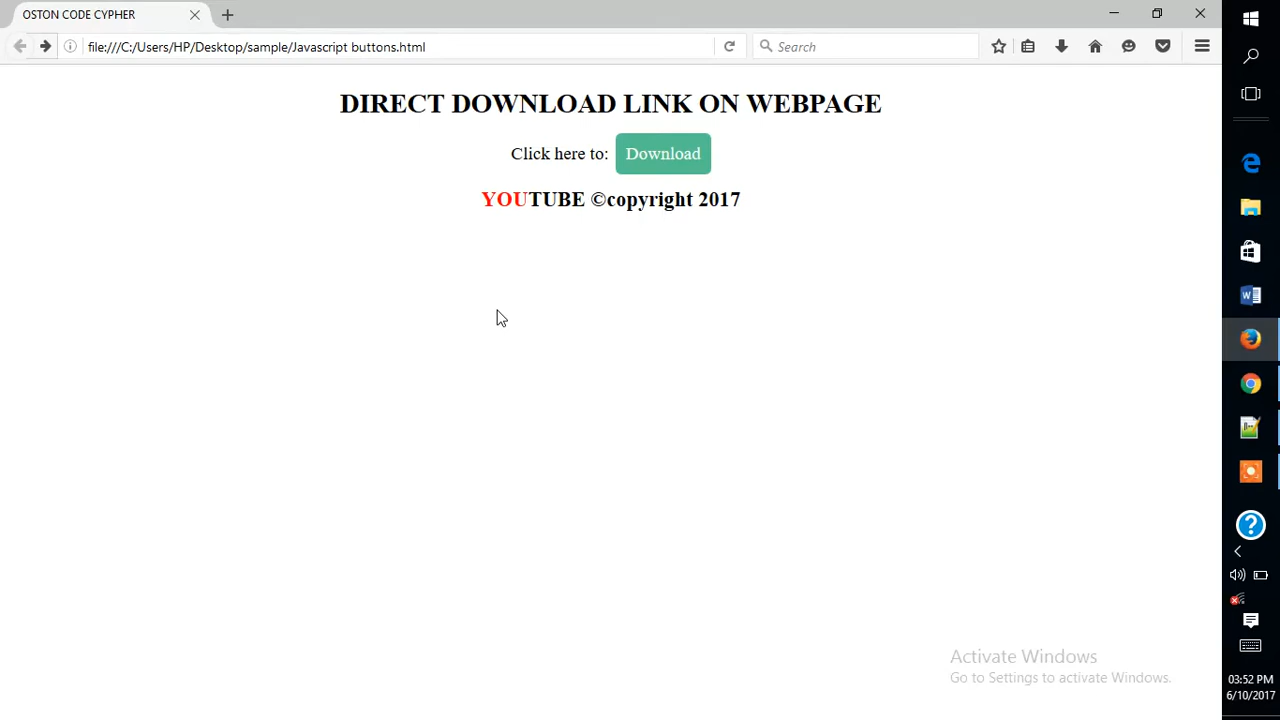 OSTON CODE CYPHER
file:///C:/Users/HP/Desktop/sample/Javascript buttons.html
Search
DIRECT DOWNLOAD LINK ON WEBPAGE
Click here to: Download
YOUTUBE ©copyright 2017
Activate Windows
Go to Settings to activate Windows.
03:52 PM
6/10/2017